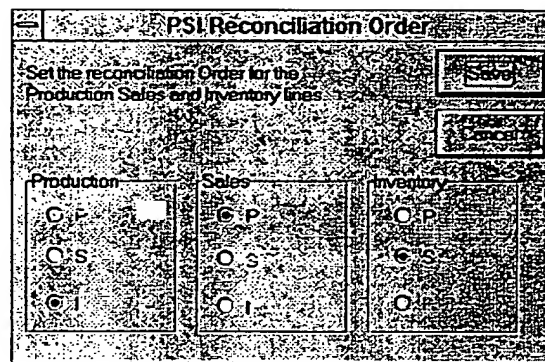 PSI Reconciliation Order
Set the reconciliation Order for the
Production Sales and Inventory lines
Save
Cancel
Production
Sales
Inventory
P
P
P
S
S
S
I
I
I